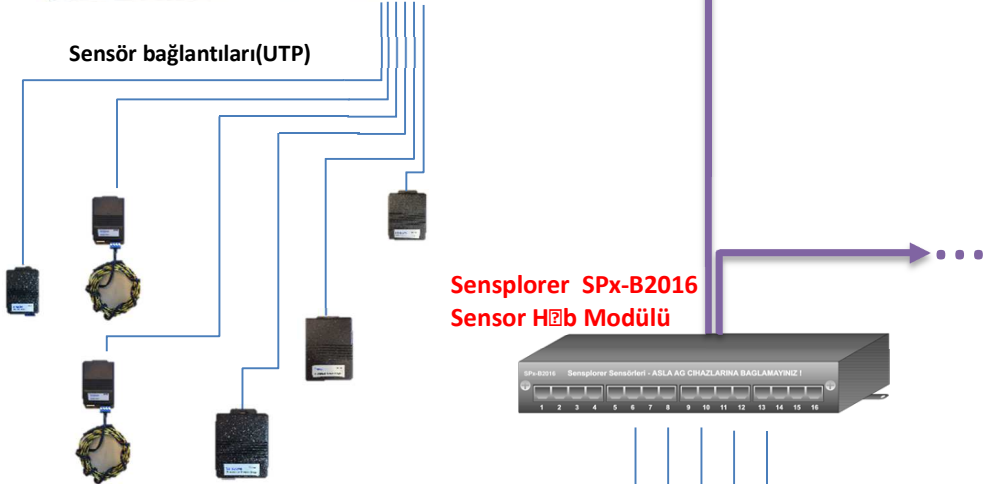 Sensör bağlantıları(UTP)
Sensplorer SPx-B2016
Sensor H�b Modülü
SPx-B2016 Sensplorer Sensörleri - ASLA AG CIHAZLARINA BAGLAMAYINIZ !
1 2 3 4 5 6 7 8 9 10 11 12 13 14 15 16